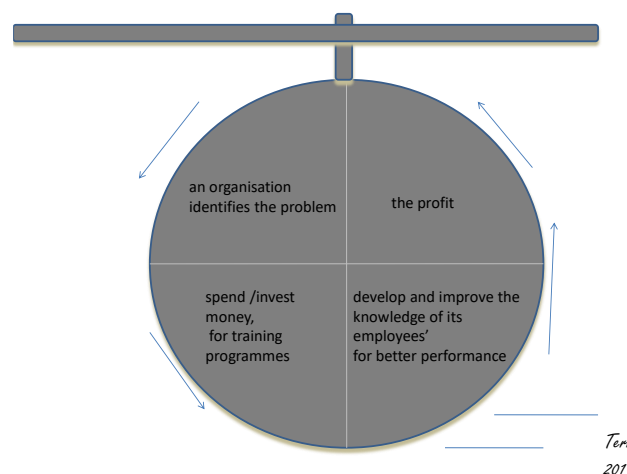 an organisation
identifies the problem
the profit
spend /invest
money,
for training
programmes
develop and improve the
knowledge of its
employees'
for better performance